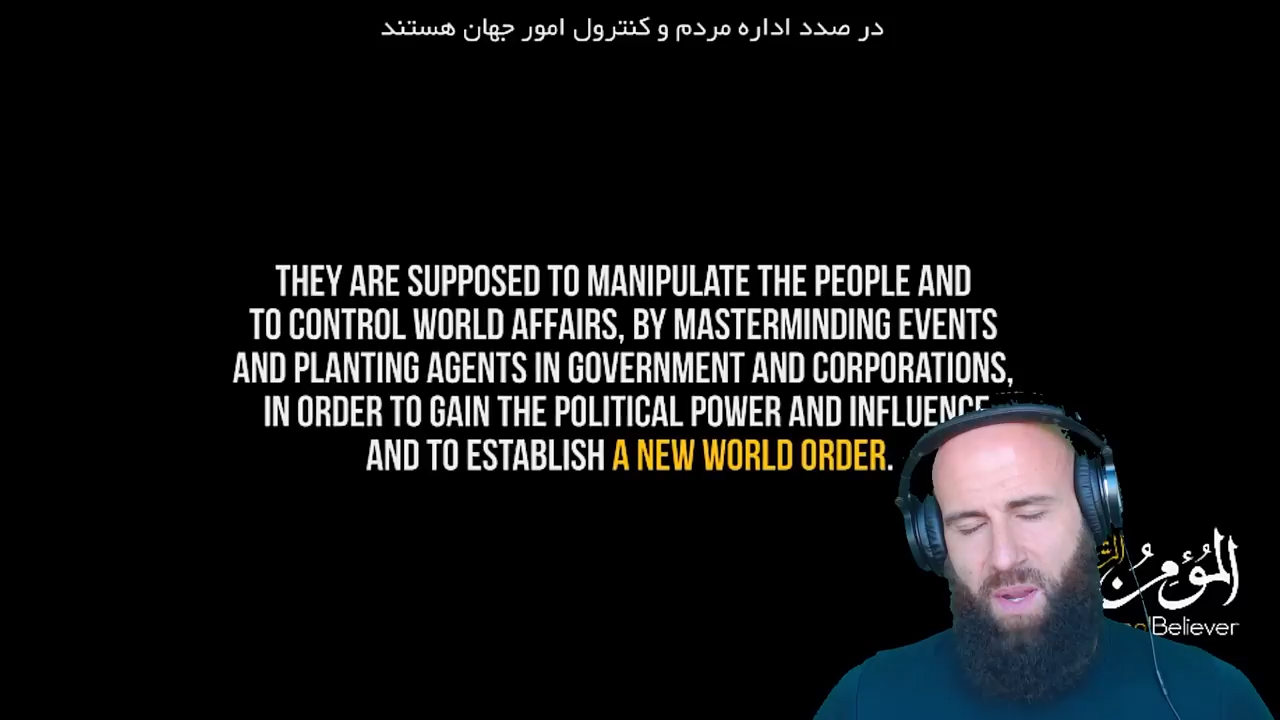 در صدد اداره مردم و کنترول امور جهان هستند
THEY ARE SUPPOSED TO MANIPULATE THE PEOPLE AND
TO CONTROL WORLD AFFAIRS, BY MASTERMINDING EVENTS
AND PLANTING AGENTS IN GOVERNMENT AND CORPORATIONS,
IN ORDER TO GAIN THE POLITICAL POWER AND INFLUENCE
AND TO ESTABLISH A NEW WORLD ORDER.
المُؤْمِنُ
Believer